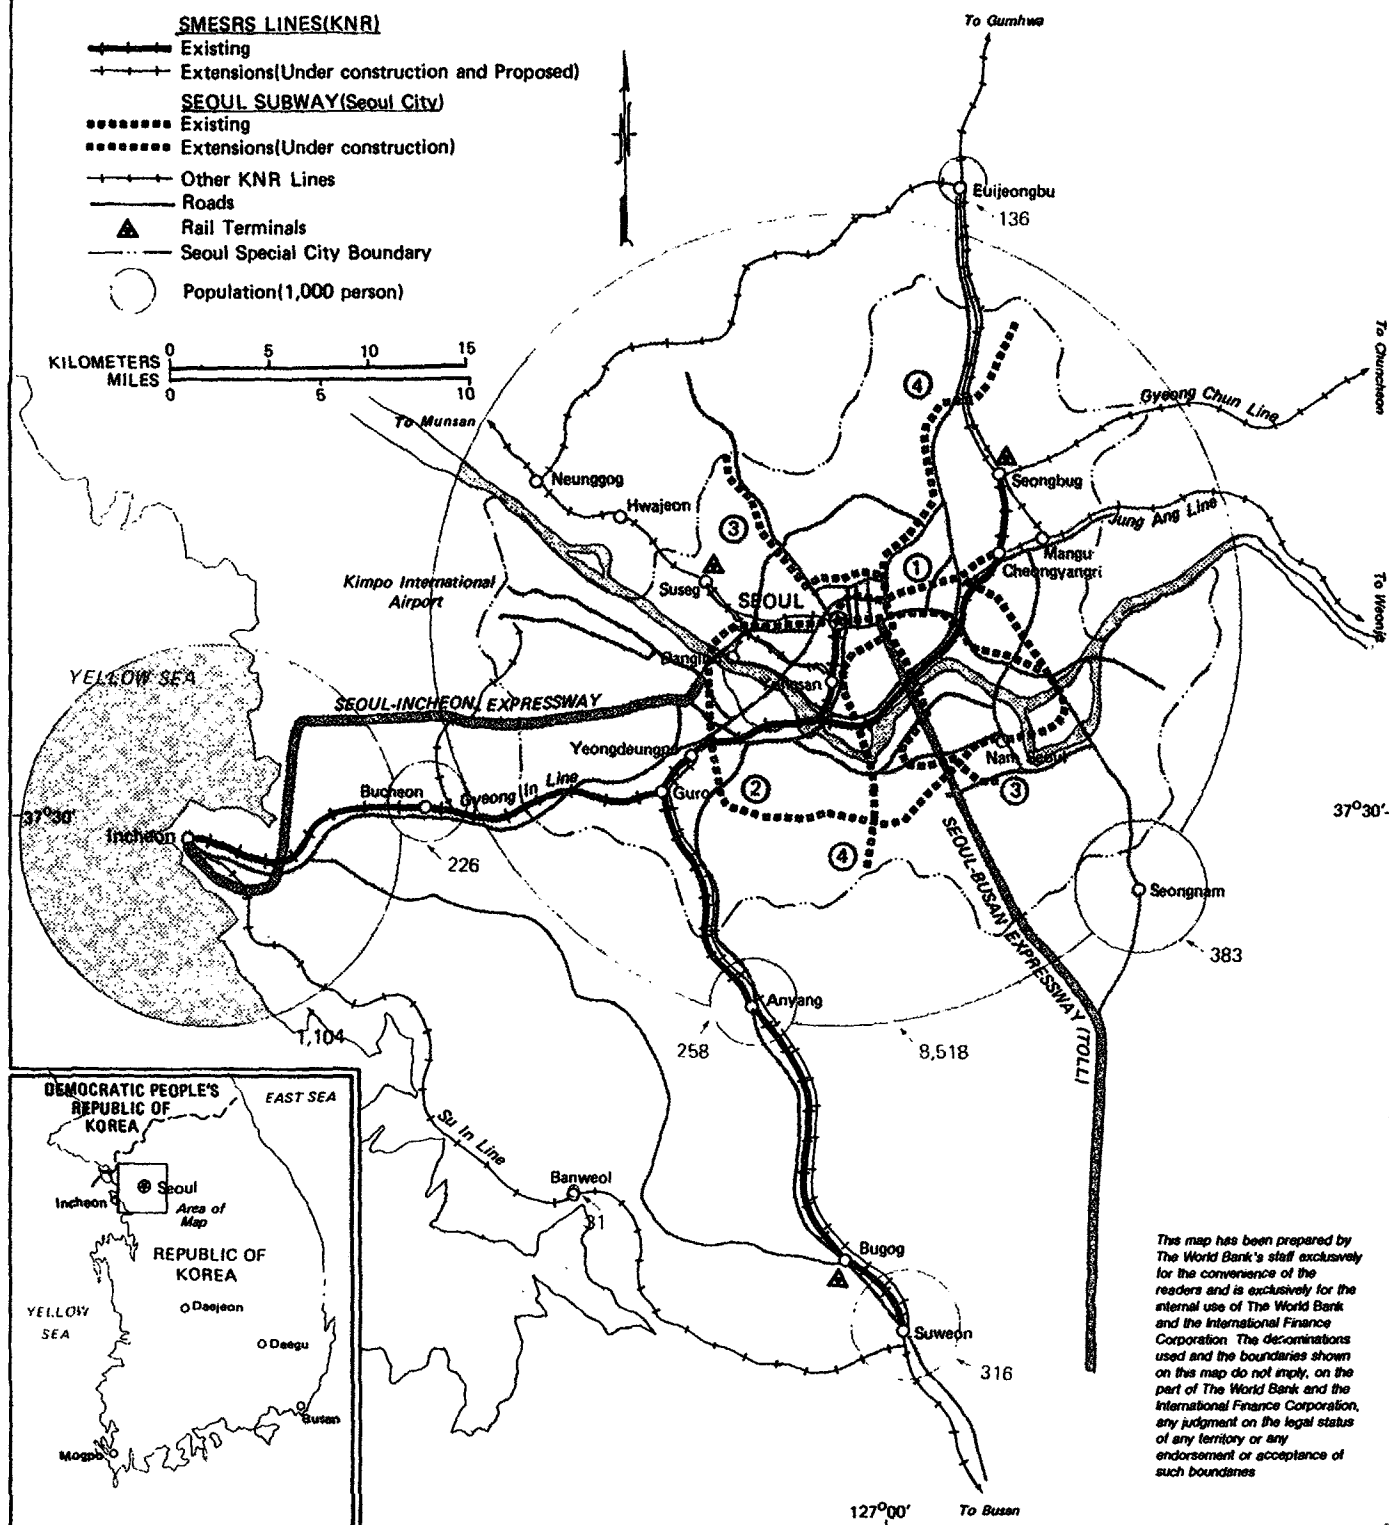 SMESRS LINES(KNR)
Existing
Extensions(Under construction and Proposed)
SEOUL SUBWAY(Seoul City)
Existing
Extensions(Under construction)
Other KNR Lines
Roads
Rail Terminals
Seoul Special City Boundary
Population(1,000 person)
KILOMETERS 0 5 10 15
MILES 0 5 10
To Gumhwa
Euijeongbu
136
To Chuncheon
Gyeong Chun Line
To Munsan
Neunggog
Hwajeon
Seongbug
Jung Ang Line
Mangu
Cheongyangri
To Wonju
4
3
1
Kimpo International
Airport
Suseg
SEOUL
YELLOW SEA
SEOUL-INCHEON EXPRESSWAY
Yeongdeungpo
Nam Seoul
Bucheon
Gyeong In Line
Guro
2
3
4
37°30'
37°30'
Incheon
226
SEOUL-BUSAN EXPRESSWAY (TOLL)
Seongnam
383
Anyang
258
8,518
1,104
Su In Line
Banweol
31
Bugog
Suweon
316
To Busan
127°00'
DEMOCRATIC PEOPLE'S
REPUBLIC OF
KOREA
EAST SEA
Seoul
Incheon
Area of
Map
REPUBLIC OF
KOREA
YELLOW
SEA
Daejeon
Daegu
Busan
Mogpo
This map has been prepared by
The World Bank's staff exclusively
for the convenience of the
readers and is exclusively for the
internal use of The World Bank
and the International Finance
Corporation The denominations
used and the boundaries shown
on this map do not imply, on the
part of The World Bank and the
International Finance Corporation,
any judgment on the legal status
of any territory or any
endorsement or acceptance of
such boundaries